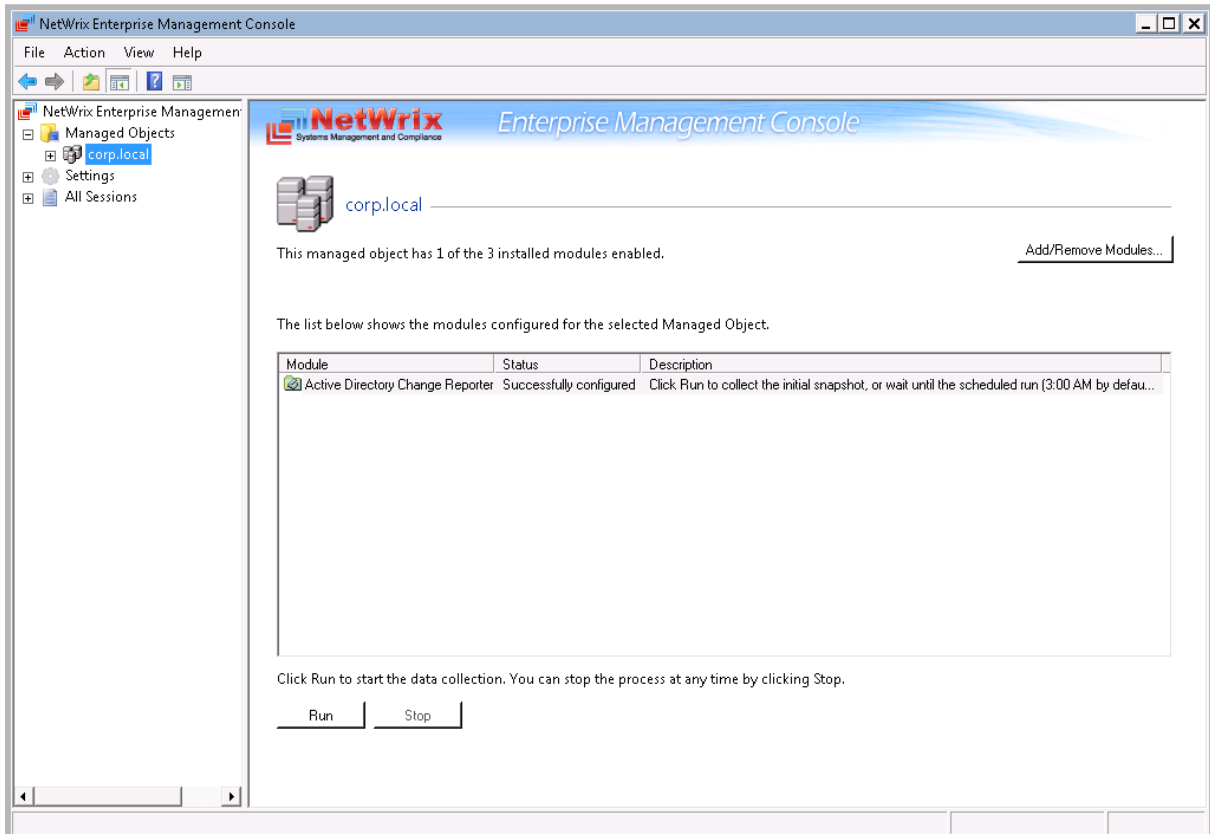 NetWrix Enterprise Management Console
File Action View Help
NetWrix Enterprise Managemen
Managed Objects
corp.local
Settings
All Sessions
NetWrix
Systems Management and Compliance
Enterprise Management Console
corp.local
This managed object has 1 of the 3 installed modules enabled.
Add/Remove Modules...
The list below shows the modules configured for the selected Managed Object.
Module Status Description
Active Directory Change Reporter Successfully configured Click Run to collect the initial snapshot, or wait until the scheduled run (3:00 AM by defau...
Click Run to start the data collection. You can stop the process at any time by clicking Stop.
Run Stop